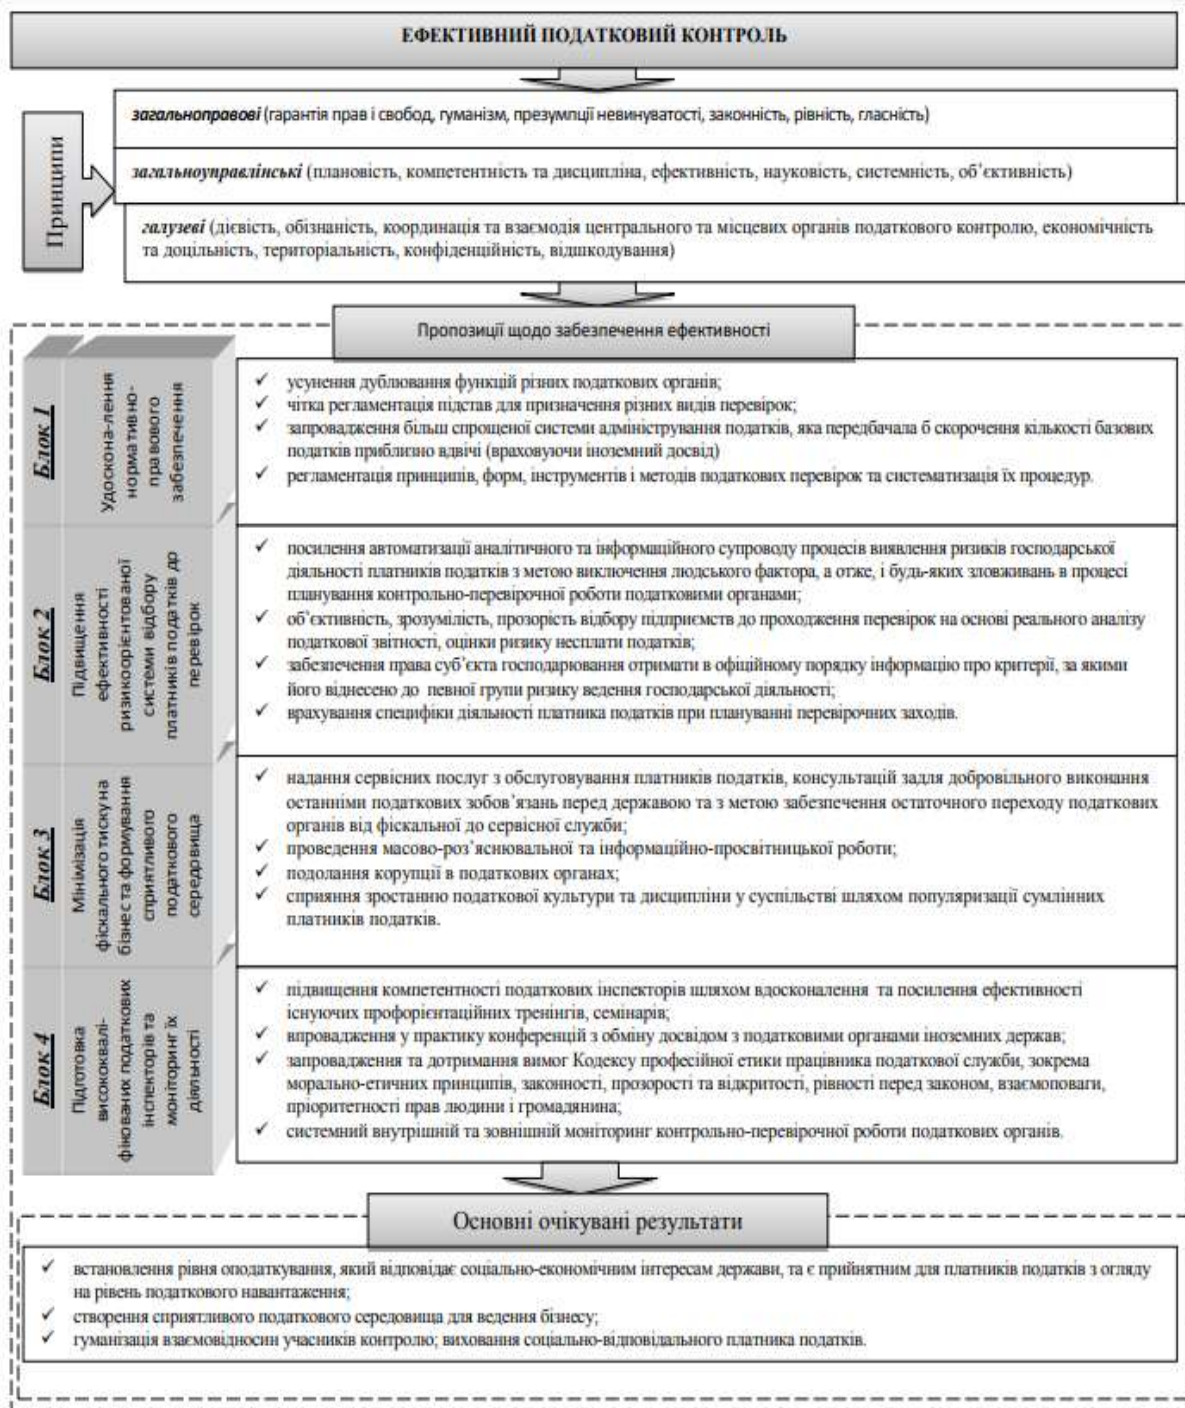 ЕФЕКТИВНИЙ ПОДАТКОВИЙ КОНТРОЛЬ
Принципи
загальноправові (гарантія прав і свобод, гуманізм, презумпції невинуватості, законність, рівність, гласність)
загальноуправлінські (плановість, компетентність та дисципліна, ефективність, науковість, системність, об’єктивність)
галузеві (дієвість, обізнаність, координація та взаємодія центрального та місцевих органів податкового контролю, економічність
та доцільність, територіальність, конфіденційність, відшкодування)
Пропозиції щодо забезпечення ефективності
Блок 1
Удоскона-лення
нормативно-
правового
забезпечення
✓ усунення дублювання функцій різних податкових органів;
✓ чітка регламентація підстав для призначення різних видів перевірок;
✓ запровадження більш спрощеної системи адміністрування податків, яка передбачала б скорочення кількості базових
податків приблизно вдвічі (враховуючи іноземний досвід)
✓ регламентація принципів, форм, інструментів і методів податкових перевірок та систематизація їх процедур.
Блок 2
Підвищення
ефективності
ризикоорієнтованої
системи відбору
платників податків до
перевірок
✓ посилення автоматизації аналітичного та інформаційного супроводу процесів виявлення ризиків господарської
діяльності платників податків з метою виключення людського фактора, а отже, і будь-яких зловживань в процесі
планування контрольно-перевірочної роботи податковими органами;
✓ об’єктивність, зрозумілість, прозорість відбору підприємств до проходження перевірок на основі реального аналізу
податкової звітності, оцінки ризику несплати податків;
✓ забезпечення права суб’єкта господарювання отримати в офіційному порядку інформацію про критерії, за якими
його віднесено до певної групи ризику ведення господарської діяльності;
✓ врахування специфіки діяльності платника податків при плануванні перевірочних заходів.
Блок 3
Мінімізація
фіскального тиску на
бізнес та формування
сприятливого
податкового
середовища
✓ надання сервісних послуг з обслуговування платників податків, консультацій задля добровільного виконання
останніми податкових зобов’язань перед державою та з метою забезпечення остаточного переходу податкових
органів від фіскальної до сервісної служби;
✓ проведення масово-роз’яснювальної та інформаційно-просвітницької роботи;
✓ подолання корупції в податкових органах;
✓ сприяння зростанню податкової культури та дисципліни у суспільстві шляхом популяризації сумлінних
платників податків.
Блок 4
Підготовка
висококвалі-
фікованих податкових
інспекторів та
моніторинг їх
діяльності
✓ підвищення компетентності податкових інспекторів шляхом вдосконалення та посилення ефективності
існуючих профорієнтаційних тренінгів, семінарів;
✓ впровадження у практику конференцій з обміну досвідом з податковими органами іноземних держав;
✓ запровадження та дотримання вимог Кодексу професійної етики працівника податкової служби, зокрема
морально-етичних принципів, законності, прозорості та відкритості, рівності перед законом, взаємоповаги,
пріоритетності прав людини і громадянина;
✓ системний внутрішній та зовнішній моніторинг контрольно-перевірочної роботи податкових органів.
Основні очікувані результати
✓ встановлення рівня оподаткування, який відповідає соціально-економічним інтересам держави, та є прийнятним для платників податків з огляду
на рівень податкового навантаження;
✓ створення сприятливого податкового середовища для ведення бізнесу;
✓ гуманізація взаємовідносин учасників контролю; виховання соціально-відповідального платника податків.